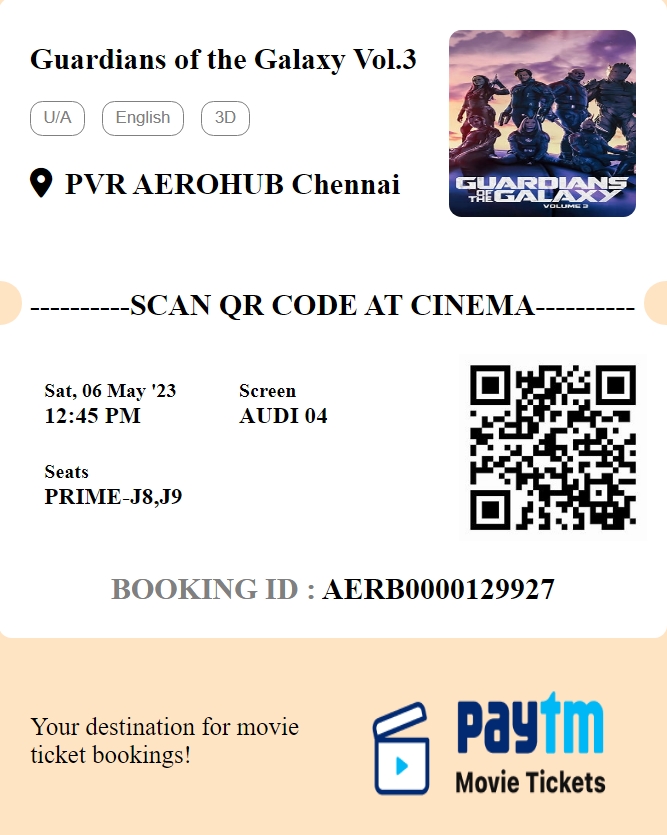 Guardians of the Galaxy Vol.3
U/A English 3D
PVR AEROHUB Chennai
GUARDIANS
OF THE GALAXY
VOLUME 3
----------SCAN QR CODE AT CINEMA----------
Sat, 06 May '23 Screen
12:45 PM AUDI 04
Seats
PRIME-J8,J9
BOOKING ID : AERB0000129927
Your destination for movie
ticket bookings!
paytm
Movie Tickets